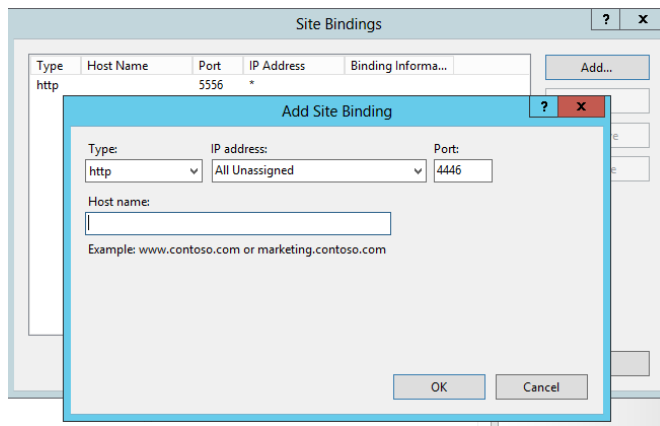 Site Bindings
? x
Type Host Name Port IP Address Binding Informa...
http 5556 *
Add...
Add Site Binding
? x
Type: IP address: Port:
http All Unassigned 4446
Host name:
Example: www.contoso.com or marketing.contoso.com
OK Cancel